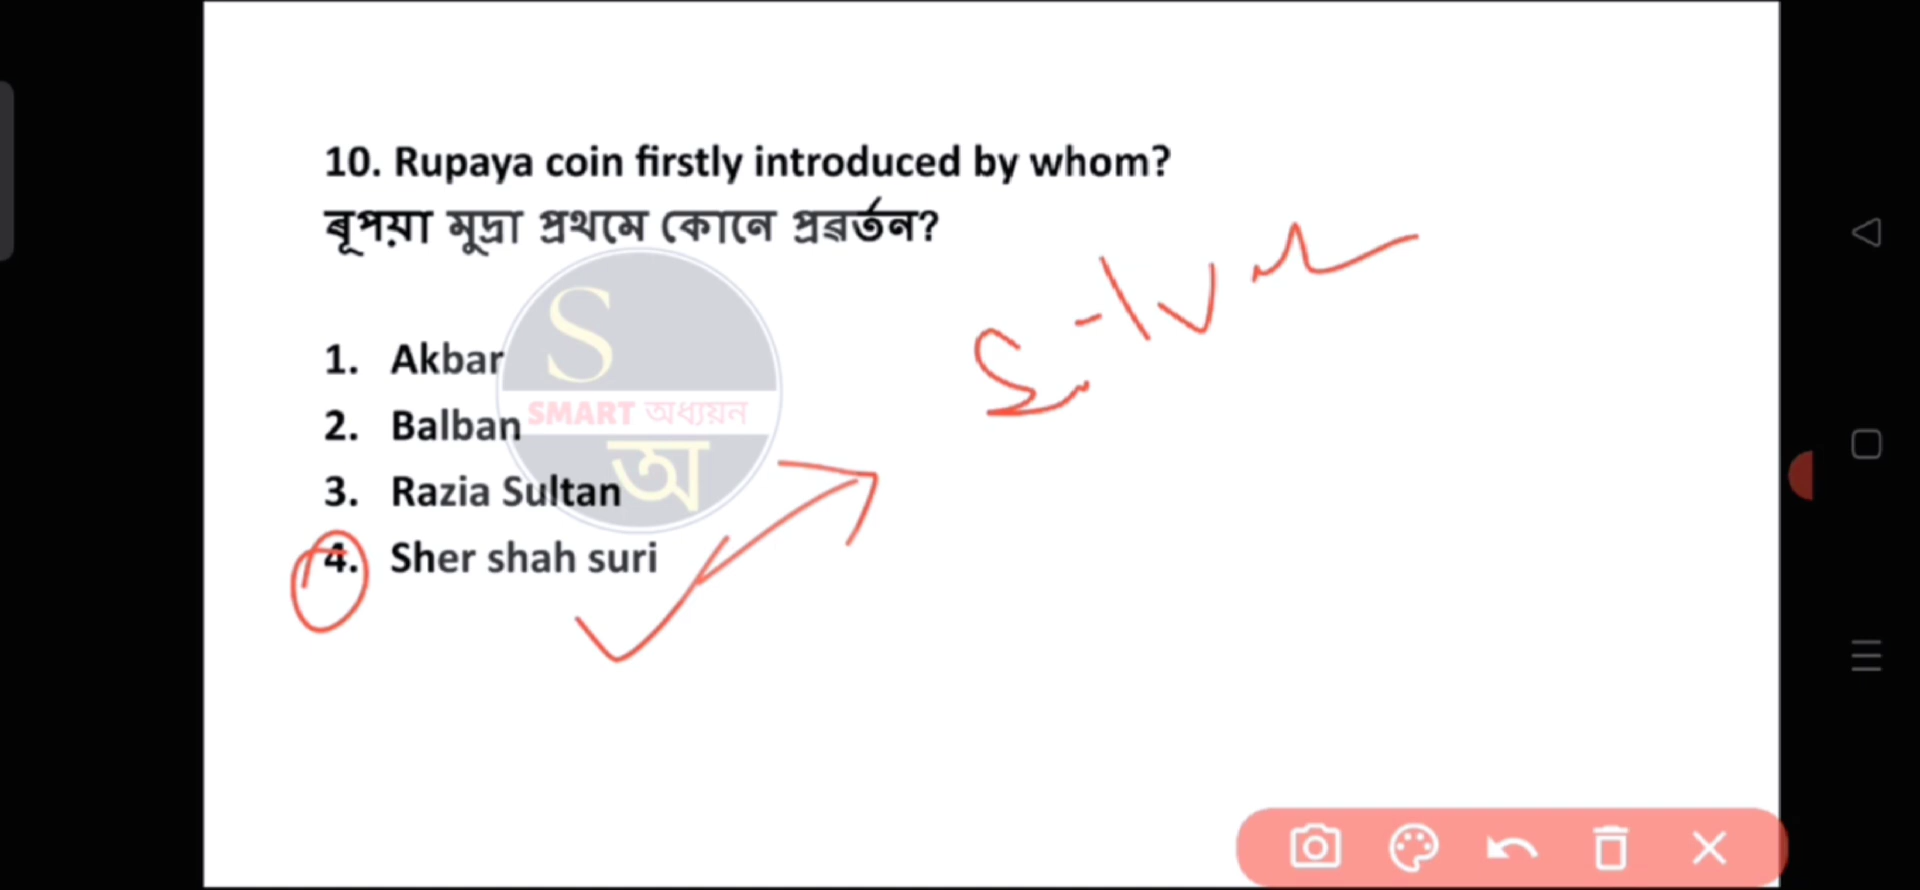 10. Rupaya coin firstly introduced by whom?
ৰূপয়া মুদ্ৰা প্ৰথমে কোনে প্ৰৱৰ্তন?
S
SMART অধ্যয়ন
অ
1. Akbar
2. Balban
3. Razia Sultan
4. Sher shah suri